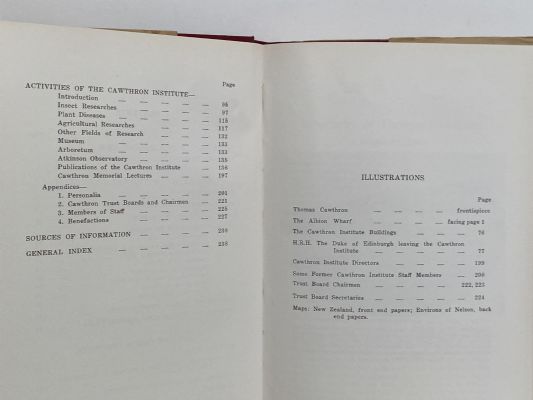 Page
ACTIVITIES OF THE CAWTHRON INSTITUTE—
Introduction — — — — — 95
Insect Researches — — — — 97
Plant Diseases — — — — — 115
Agricultural Researches — — — — 117
Other Fields of Research — — — 132
Museum — — — — — 133
Arboretum — — — — — 133
Atkinson Observatory — — — — 135
Publications of the Cawthron Institute — — 136
Cawthron Memorial Lectures — — — 197
Appendices—
1. Personalia — — — — — 201
2. Cawthron Trust Boards and Chairmen — — 221
3. Members of Staff — — — — 225
4. Benefactions — — — — 227
SOURCES OF INFORMATION — — — — — 230
GENERAL INDEX — — — — 238
ILLUSTRATIONS
Page
Thomas Cawthron — — — — frontispiece
The Albion Wharf — — — — facing page 1
The Cawthron Institute Buildings — — — — 76
H.R.H. The Duke of Edinburgh leaving the Cawthron
Institute — — — — — — 77
Cawthron Institute Directors — — — — — 199
Some Former Cawthron Institute Staff Members — — 200
Trust Board Chairmen — — — — — 222, 223
Trust Board Secretaries — — — — — 224
Maps: New Zealand, front end papers; Environs of Nelson, back
end papers.